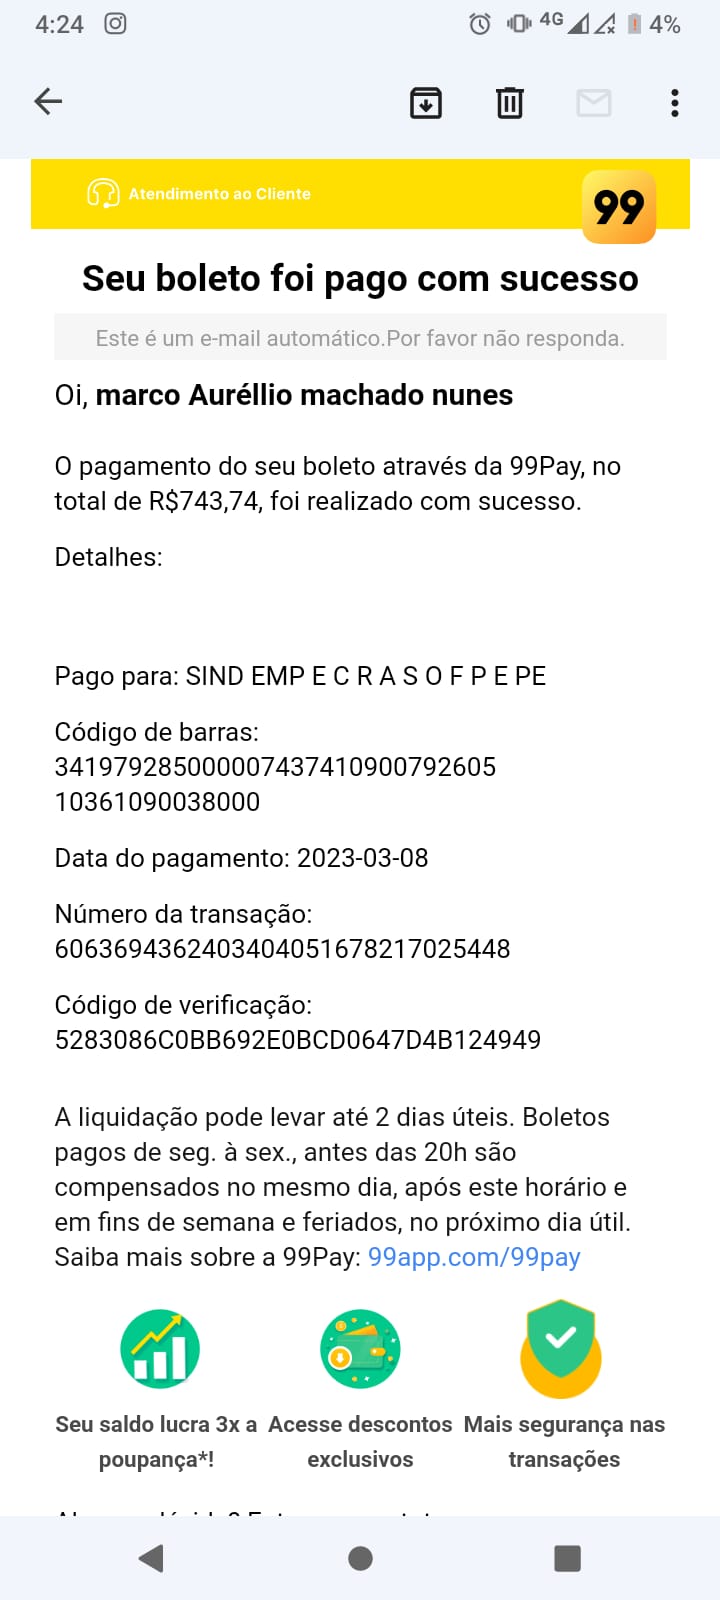 4:24
4G
4%
Atendimento ao Cliente
99
Seu boleto foi pago com sucesso
Este é um e-mail automático.Por favor não responda.
Oi, marco Auréllio machado nunes
O pagamento do seu boleto através da 99Pay, no
total de R$743,74, foi realizado com sucesso.
Detalhes:
Pago para: SIND EMP E C R A S O F P E PE
Código de barras:
341979285000007437410900792605
10361090038000
Data do pagamento: 2023-03-08
Número da transação:
6063694362403404051678217025448
Código de verificação:
5283086C0BB692E0BCD0647D4B124949
A liquidação pode levar até 2 dias úteis. Boletos
pagos de seg. à sex., antes das 20h são
compensados no mesmo dia, após este horário e
em fins de semana e feriados, no próximo dia útil.
Saiba mais sobre a 99Pay: 99app.com/99pay
Seu saldo lucra 3x a
poupança*!
Acesse descontos
exclusivos
Mais segurança nas
transações